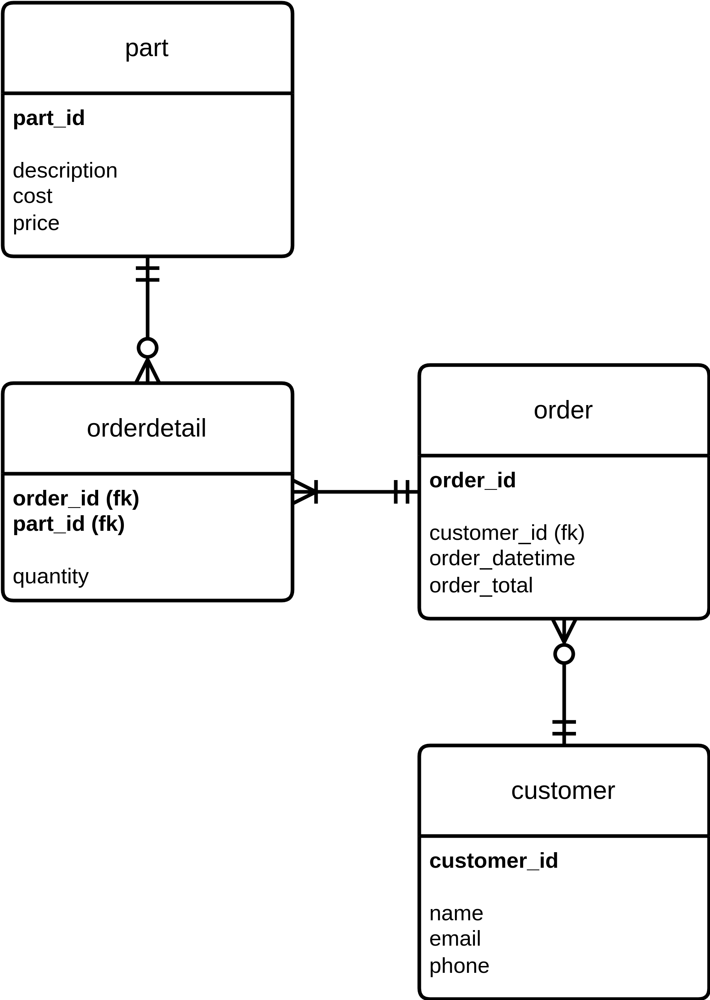 part
part_id
description
cost
price
orderdetail
order_id (fk)
part_id (fk)
quantity
order
order_id
customer_id (fk)
order_datetime
order_total
customer
customer_id
name
email
phone